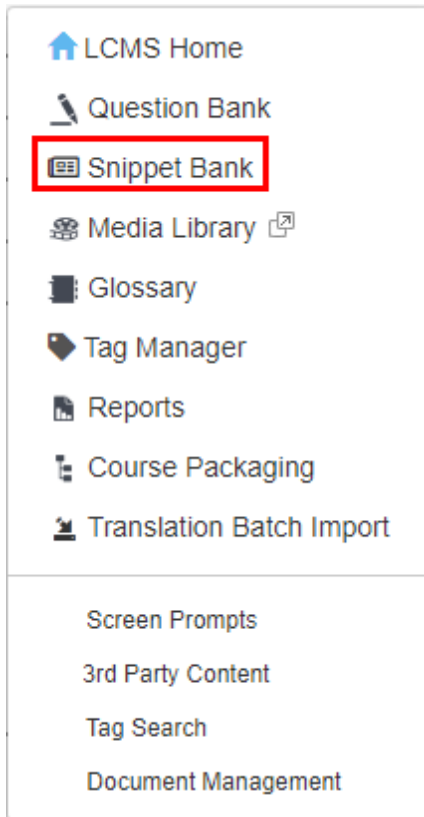 LCMS Home
Question Bank
Snippet Bank
Media Library
Glossary
Tag Manager
Reports
Course Packaging
Translation Batch Import
Screen Prompts
3rd Party Content
Tag Search
Document Management